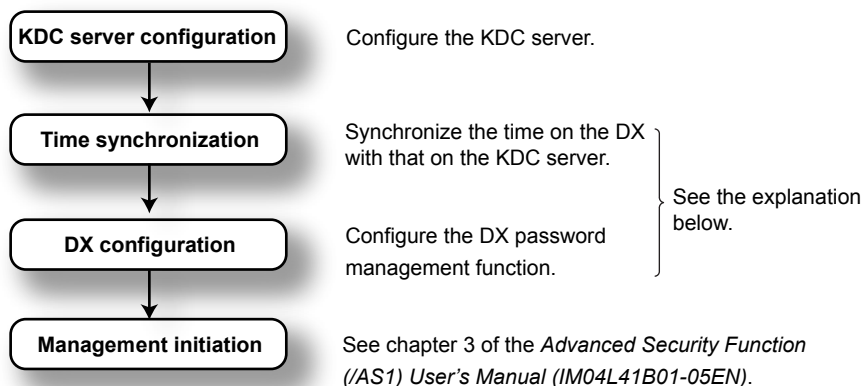 KDC server configuration
Configure the KDC server.
Time synchronization
Synchronize the time on the DX
with that on the KDC server.
See the explanation
below.
DX configuration
Configure the DX password
management function.
Management initiation
See chapter 3 of the Advanced Security Function
(/AS1) User's Manual (IM04L41B01-05EN).